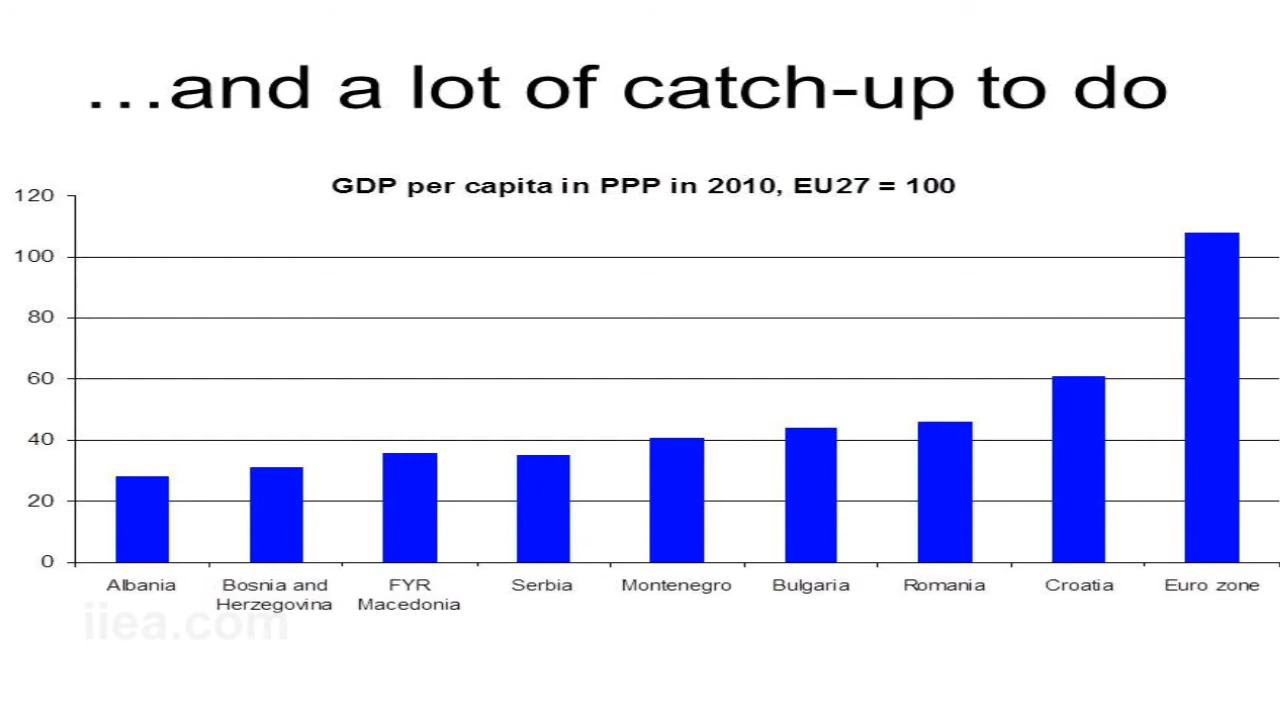 ...and a lot of catch-up to do
GDP per capita in PPP in 2010, EU27 = 100
120
100
80
60
40
20
0
Albania
Bosnia and
Herzegovina
FYR
Macedonia
Serbia
Montenegro
Bulgaria
Romania
Croatia
Euro zone
iiea.com